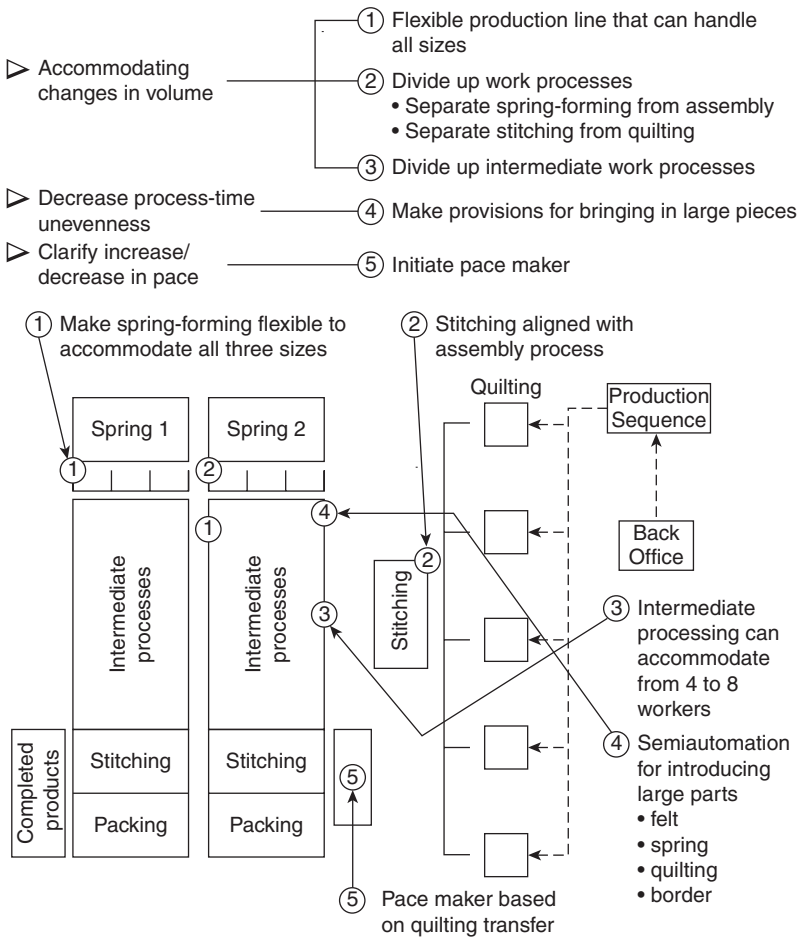 ① Flexible production line that can handle
all sizes
▷ Accommodating
changes in volume
② Divide up work processes
• Separate spring-forming from assembly
• Separate stitching from quilting
③ Divide up intermediate work processes
▷ Decrease process-time
unevenness
④ Make provisions for bringing in large pieces
▷ Clarify increase/
decrease in pace
⑤ Initiate pace maker
① Make spring-forming flexible to
accommodate all three sizes
② Stitching aligned with
assembly process
Quilting
Production
Sequence
Spring 1
Spring 2
①
②
④
①
Back
Office
②
Intermediate
processes
Intermediate
processes
Stitching
③
③ Intermediate
processing can
accommodate
from 4 to 8
workers
Completed
products
Stitching
Stitching
⑤
Packing
Packing
④ Semiautomation
for introducing
large parts
• felt
• spring
• quilting
• border
⑤ Pace maker based
on quilting transfer